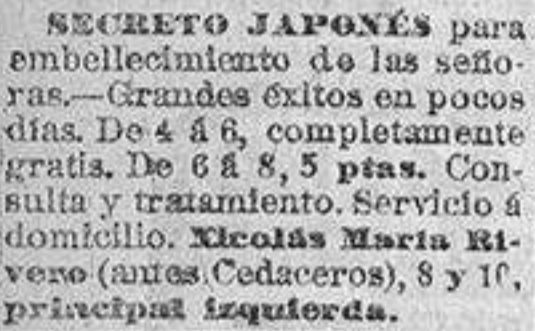 SECRETO JAPONÉS para
embellecimiento de las seño-
ras.—Grandes éxitos en pocos
días. De 4 á 6, completamente
gratis. De 6 á 8, 5 ptas. Con-
sulta y tratamiento. Servicio á
domicilio. Nicolás María Ri-
vero (antes Cedaceros), 8 y 10,
principal izquierda.